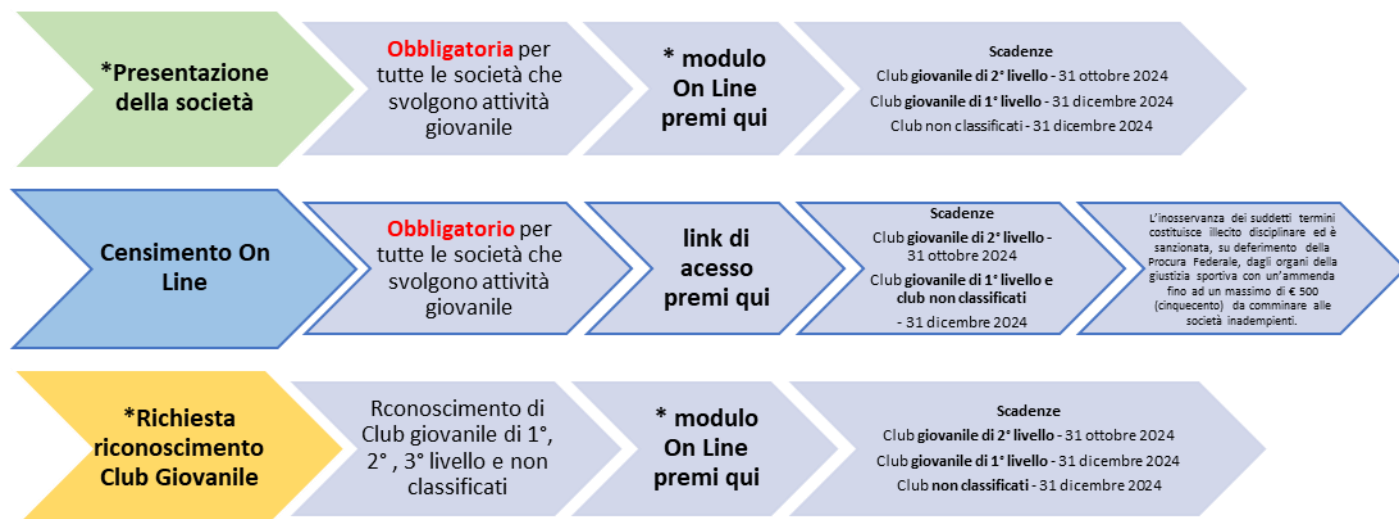 *Presentazione
della società
Obbligatoria per
tutte le società che
svolgono attività
giovanile
* modulo
On Line
premi qui
Scadenze
Club giovanile di 2° livello - 31 ottobre 2024
Club giovanile di 1° livello - 31 dicembre 2024
Club non classificati - 31 dicembre 2024
Censimento On
Line
Obbligatorio per
tutte le società che
svolgono attività
giovanile
link di
acesso
premi qui
Scadenze
Club giovanile di 2° livello -
31 ottobre 2024
Club giovanile di 1° livello e
club non classificati
- 31 dicembre 2024
L'inosservanza dei suddetti termini
costituisce illecito disciplinare ed è
sanzionata, su deferimento della
Procura Federale, dagli organi della
giustizia sportiva con un'ammenda
fino ad un massimo di € 500
(cinquecento) da comminare alle
società inadempienti.
*Richiesta
riconoscimento
Club Giovanile
Rconoscimento di
Club giovanile di 1°,
2° , 3° livello e non
classificati
* modulo
On Line
premi qui
Scadenze
Club giovanile di 2° livello - 31 ottobre 2024
Club giovanile di 1° livello - 31 dicembre 2024
Club non classificati - 31 dicembre 2024